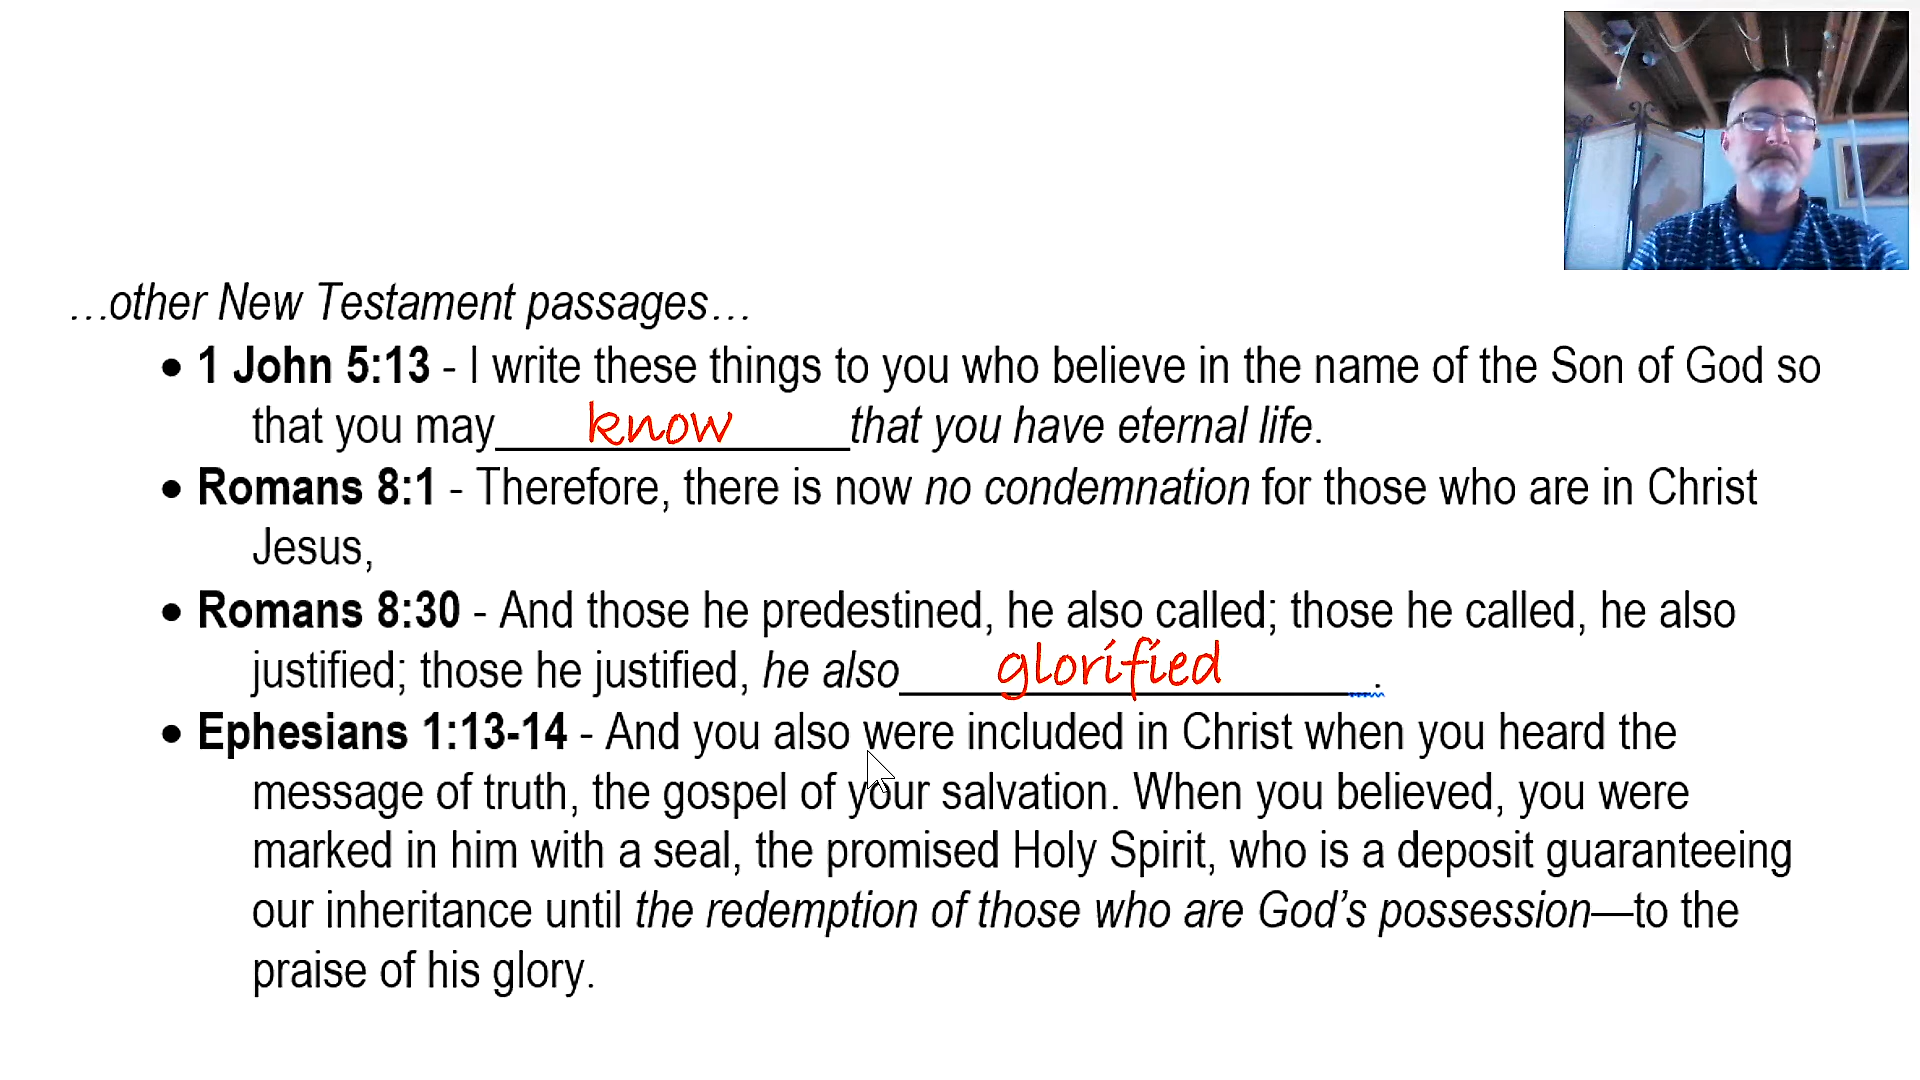 …other New Testament passages…
• 1 John 5:13 - I write these things to you who believe in the name of the Son of God so
that you may know that you have eternal life.
• Romans 8:1 - Therefore, there is now no condemnation for those who are in Christ
Jesus,
• Romans 8:30 - And those he predestined, he also called; those he called, he also
justified; those he justified, he also glorified.
• Ephesians 1:13-14 - And you also were included in Christ when you heard the
message of truth, the gospel of your salvation. When you believed, you were
marked in him with a seal, the promised Holy Spirit, who is a deposit guaranteeing
our inheritance until the redemption of those who are God’s possession—to the
praise of his glory.